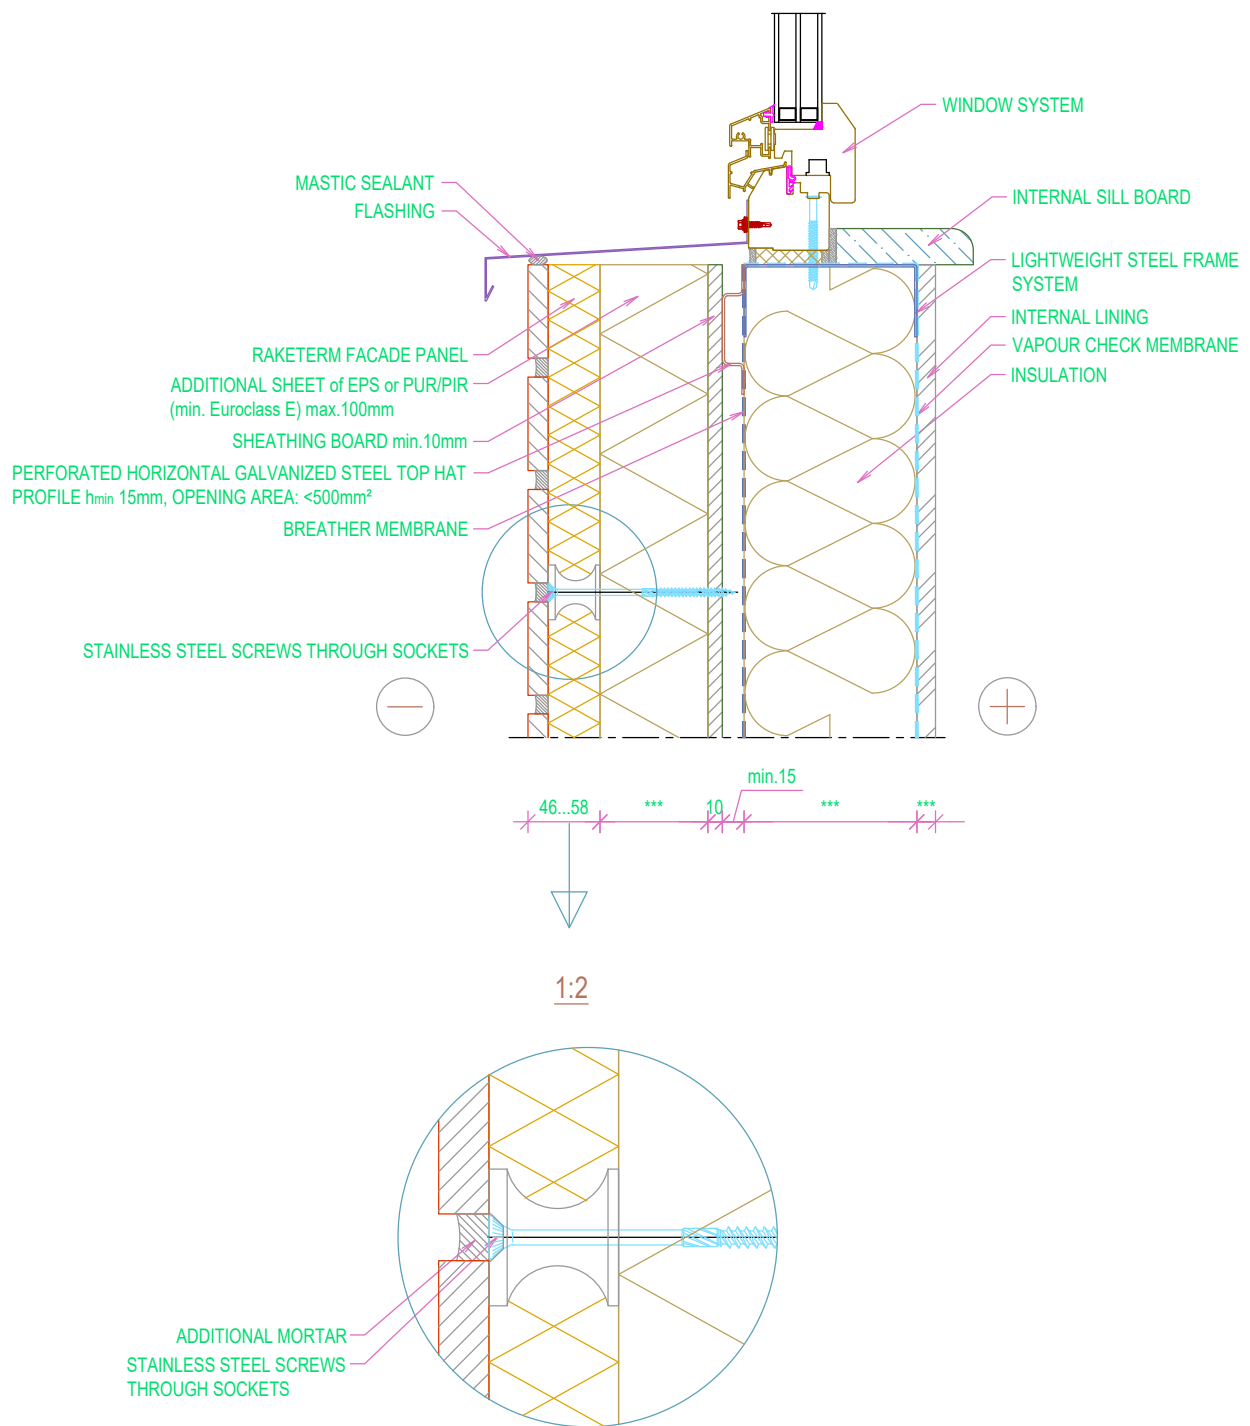 WINDOW SYSTEM
MASTIC SEALANT
FLASHING
INTERNAL SILL BOARD
LIGHTWEIGHT STEEL FRAME
SYSTEM
INTERNAL LINING
VAPOUR CHECK MEMBRANE
INSULATION
RAKETERM FACADE PANEL
ADDITIONAL SHEET of EPS or PUR/PIR
(min. Euroclass E) max.100mm
SHEATHING BOARD min.10mm
PERFORATED HORIZONTAL GALVANIZED STEEL TOP HAT
PROFILE hmin 15mm, OPENING AREA: <500mm²
BREATHER MEMBRANE
STAINLESS STEEL SCREWS THROUGH SOCKETS
min.15
46...58 *** 10 *** ***
1:2
ADDITIONAL MORTAR
STAINLESS STEEL SCREWS
THROUGH SOCKETS